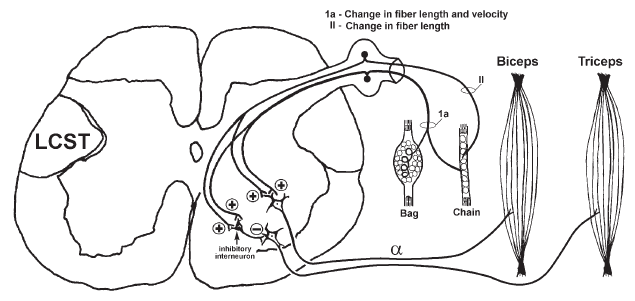 1a - Change in fiber length and velocity
II - Change in fiber length
Biceps
Triceps
II
1a
LCST
Bag
Chain
+
+
+
+
−
inhibitory
interneuron
α